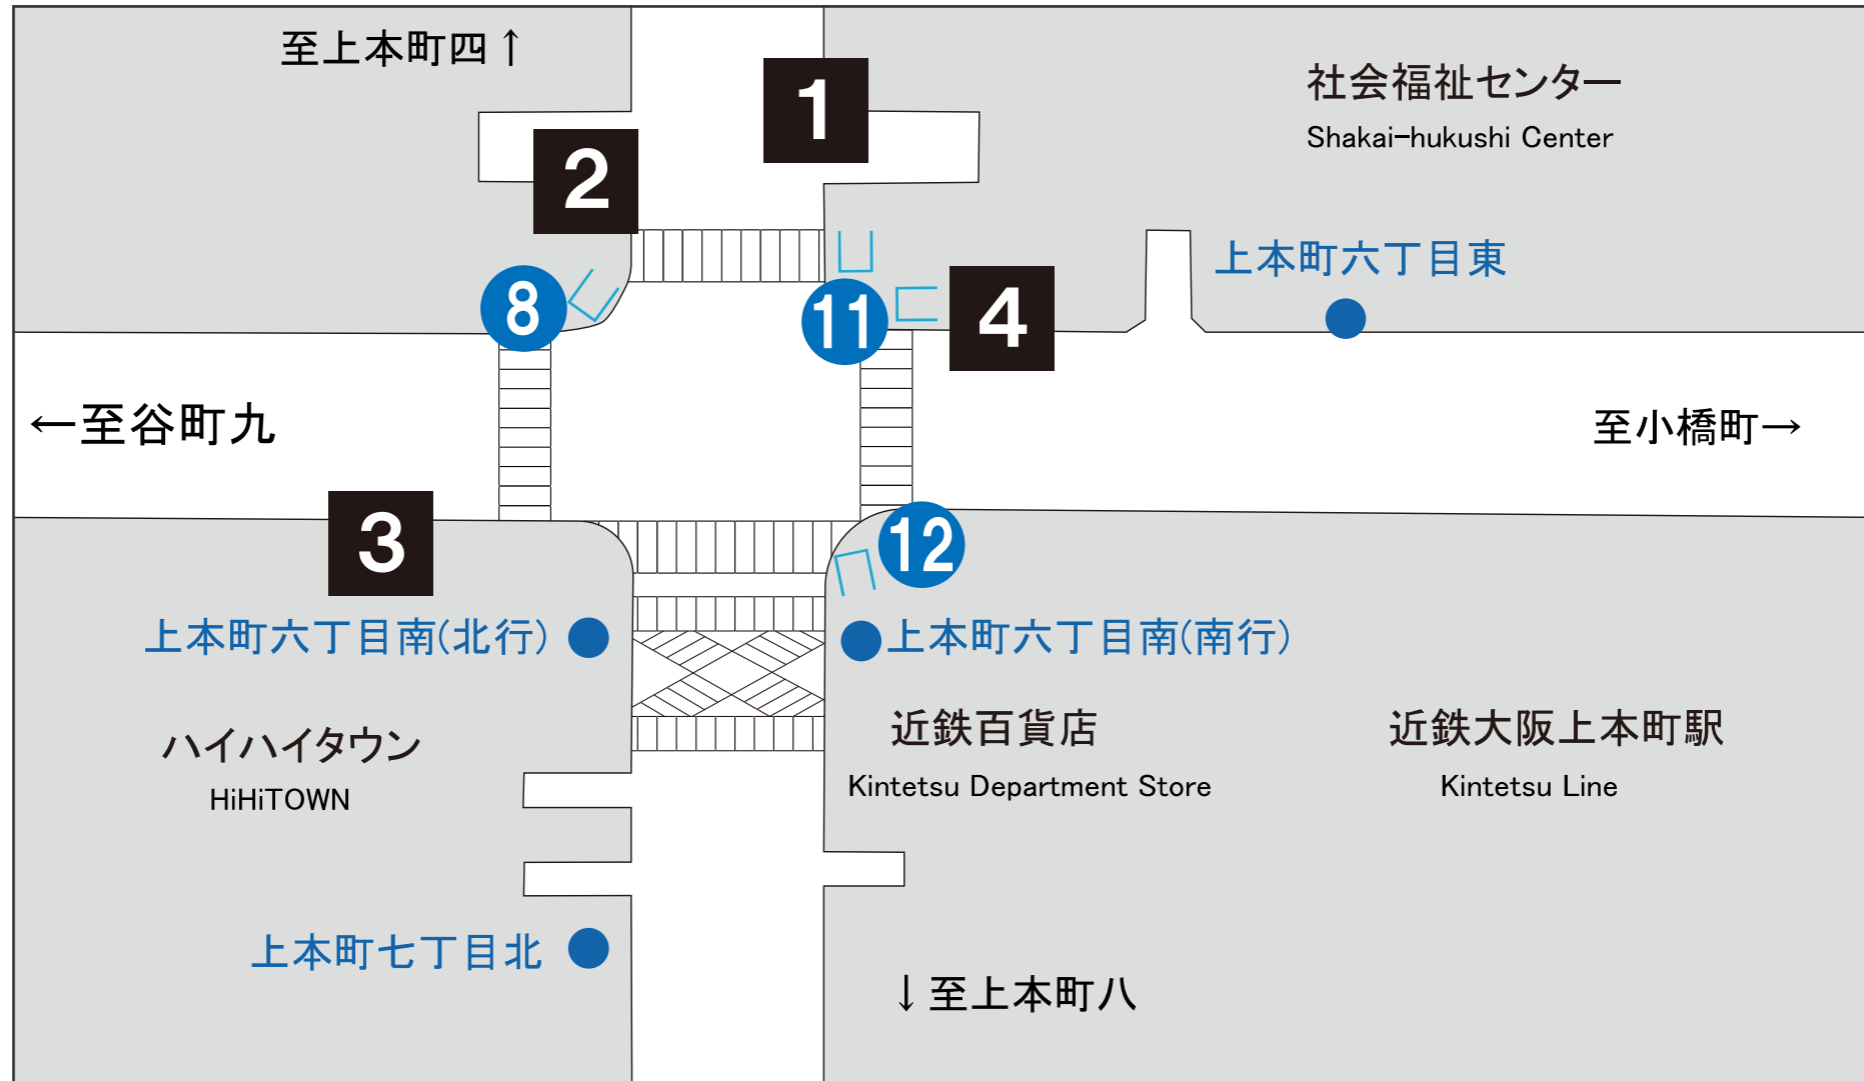 至上本町四↑
1
社会福祉センター
Shakai-hukushi Center
2
上本町六丁目東
8
11
4
←至谷町九
至小橋町→
3
12
上本町六丁目南(北行)
上本町六丁目南(南行)
ハイハイタウン
HiHiTOWN
近鉄百貨店
Kintetsu Department Store
近鉄大阪上本町駅
Kintetsu Line
上本町七丁目北
↓至上本町八